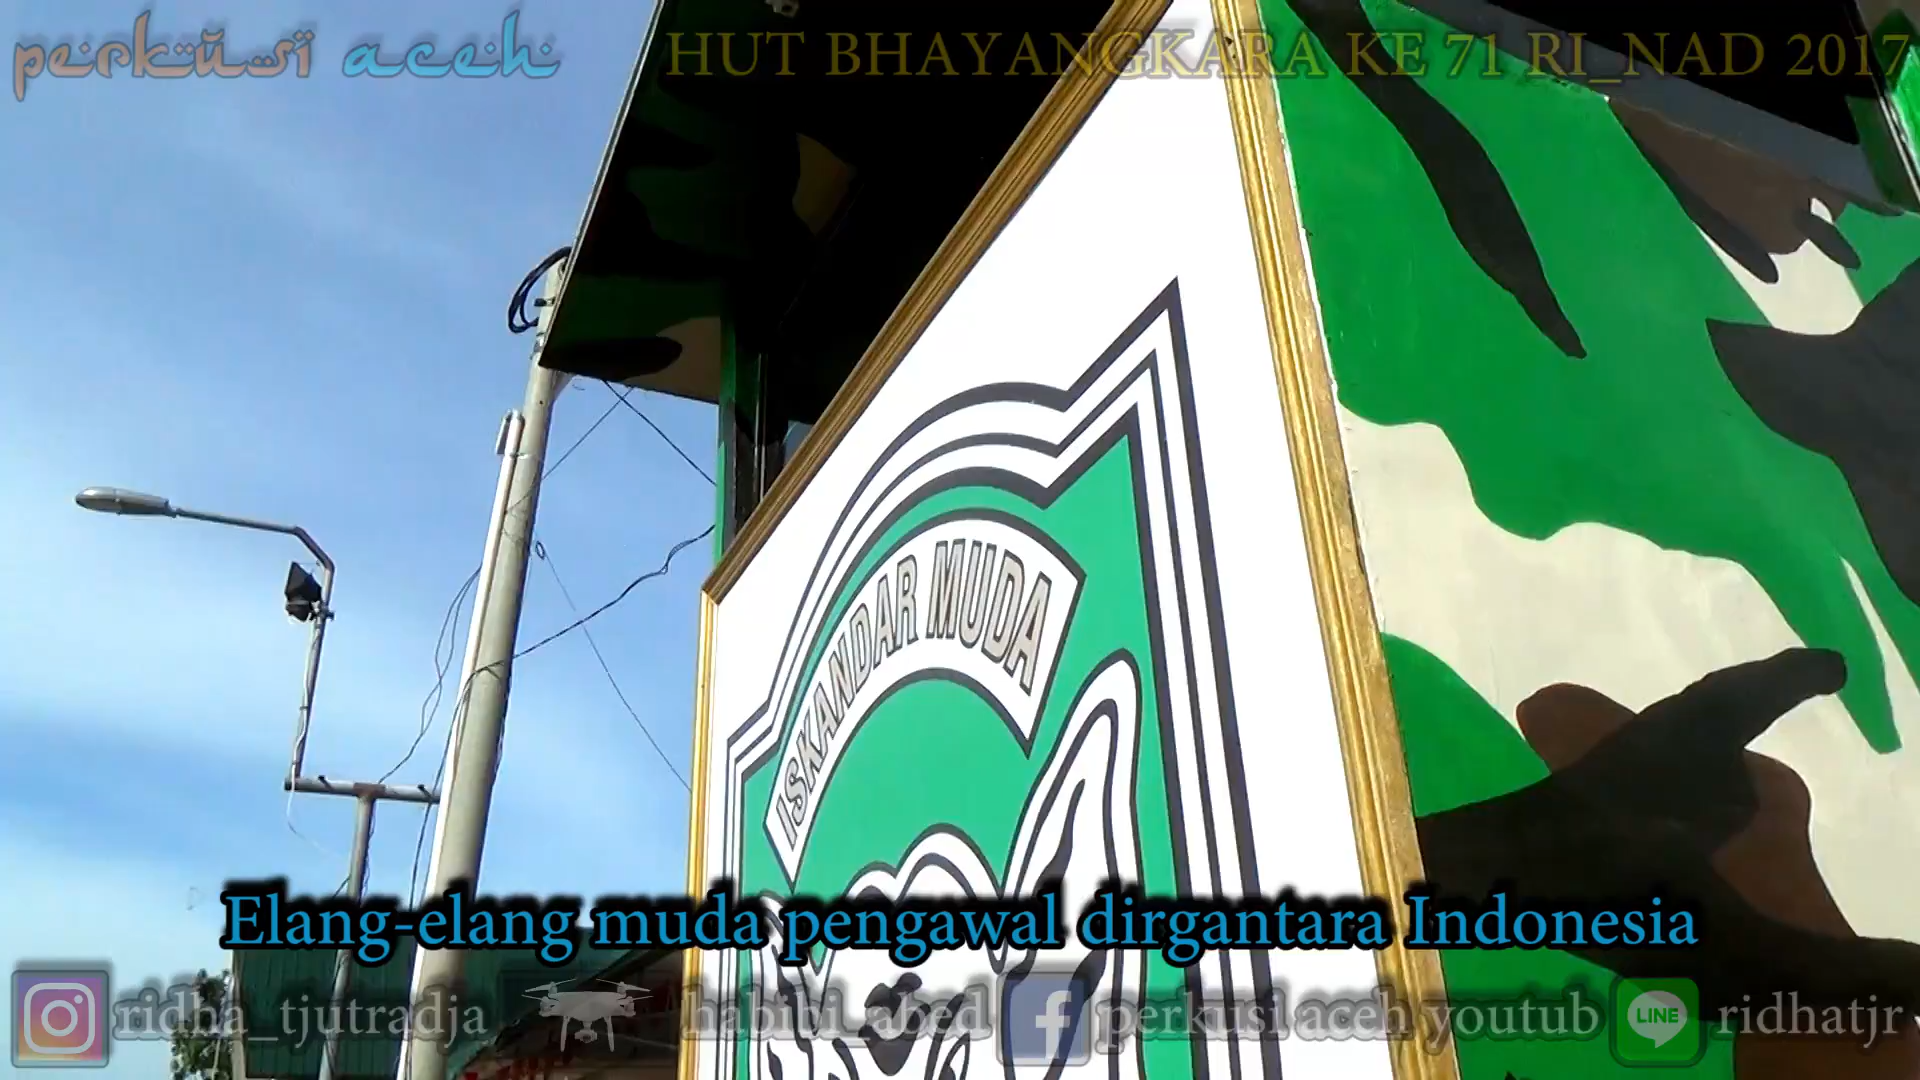 perkusi aceh
HUT BHAYANGKARA KE 71 RI_NAD 2017
ISKANDAR MUDA
Elang-elang muda pengawal dirgantara Indonesia
ridha_tjutradja
habibi_abed
perkusi aceh youtub
LINE
ridhatjr